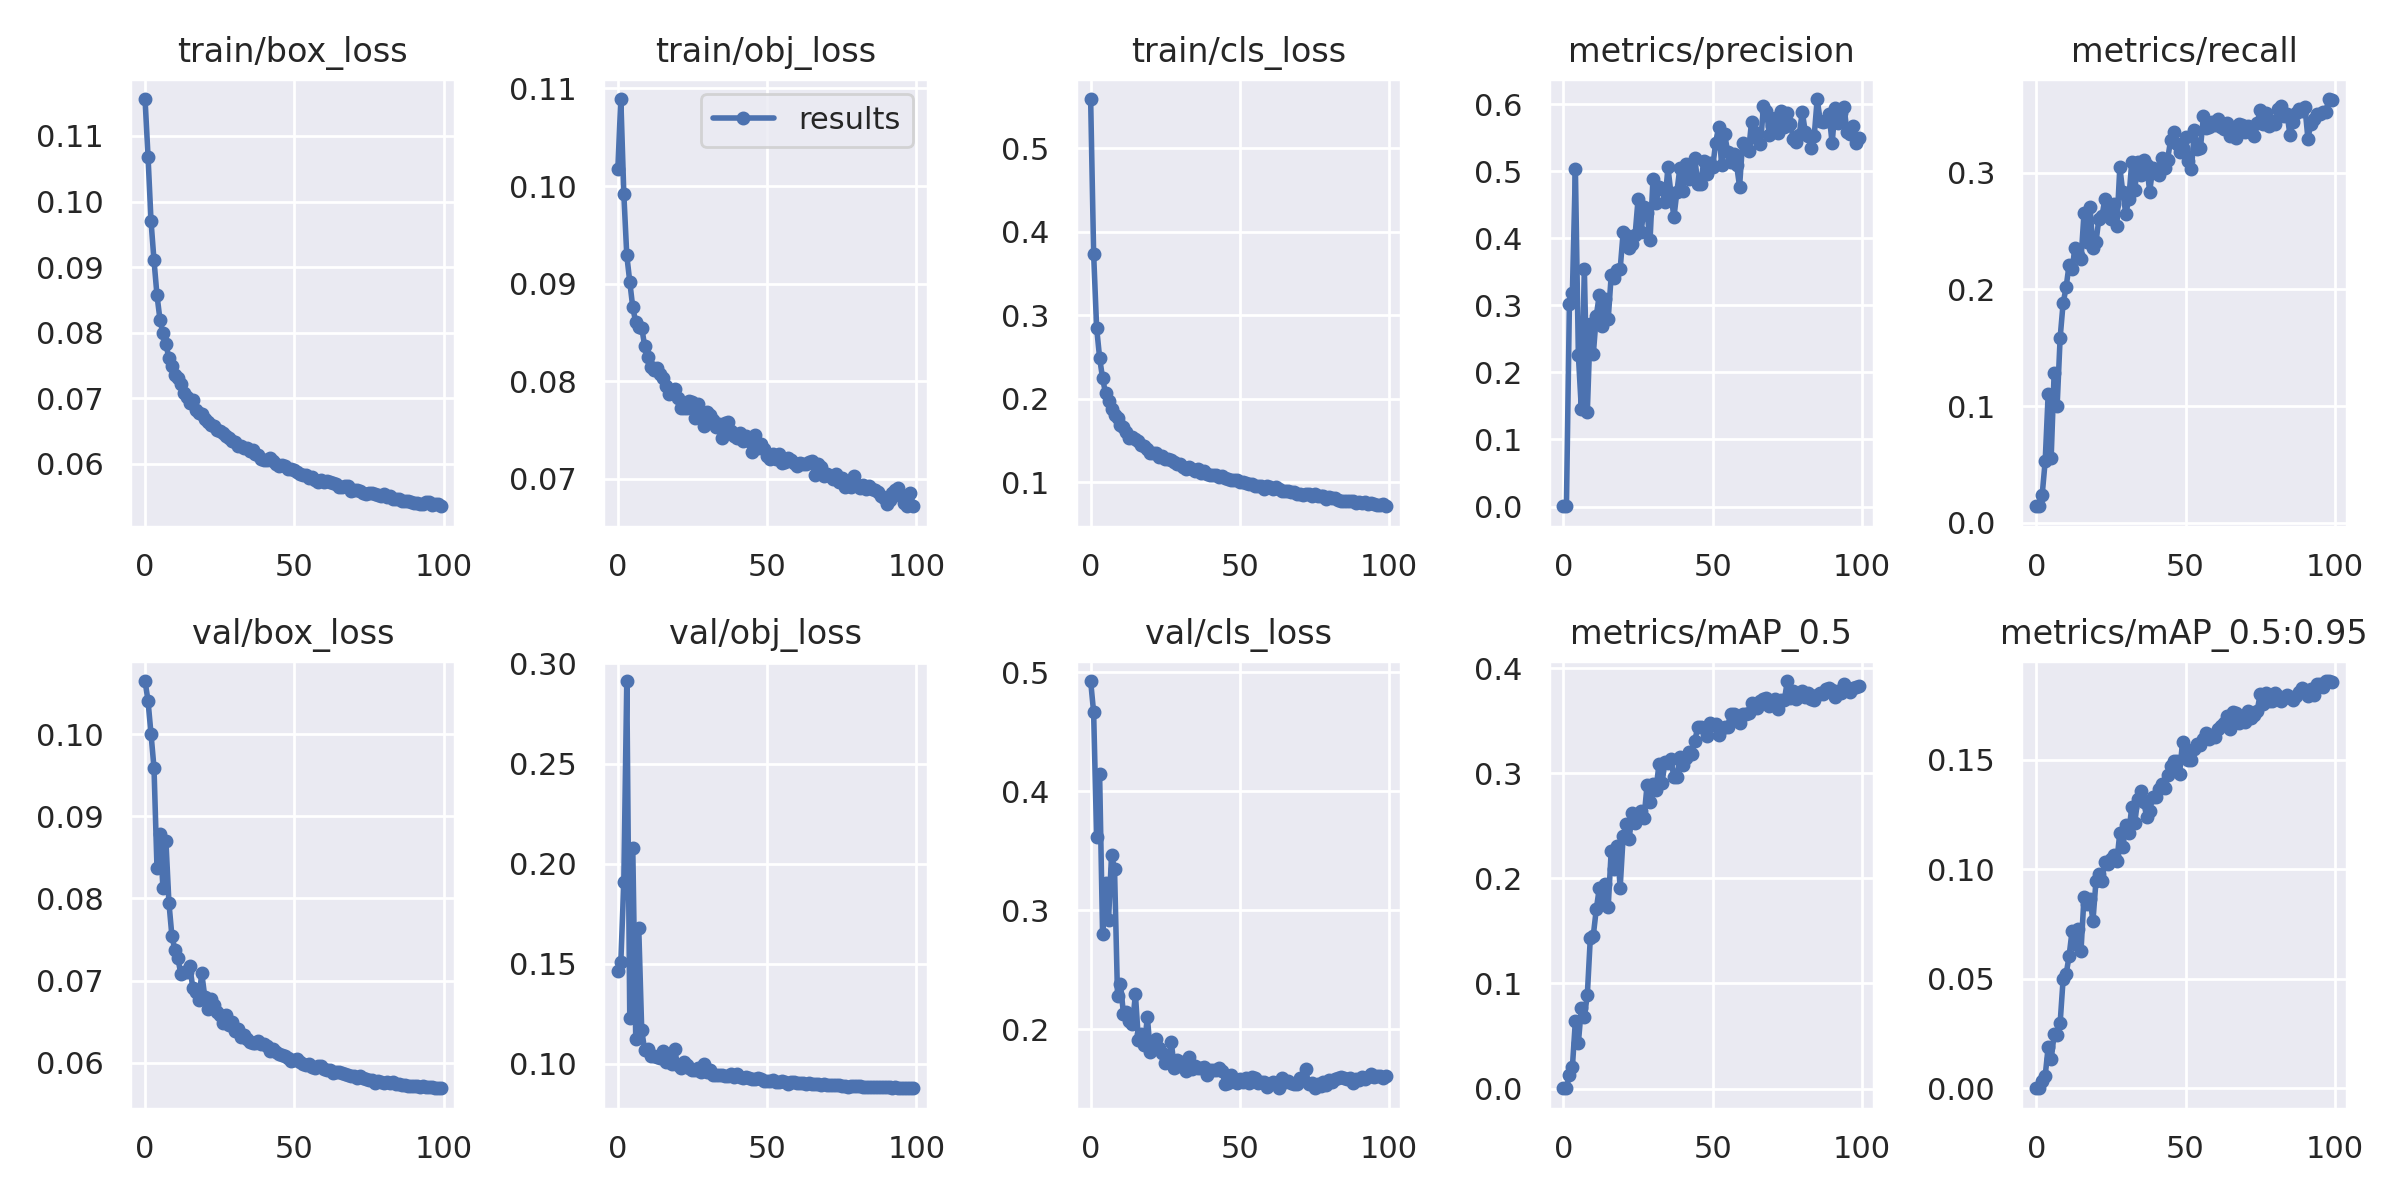 train/box_loss
0.11
0.10
0.09
0.08
0.07
0.06
0 50 100
train/obj_loss
results
0.11
0.10
0.09
0.08
0.07
0 50 100
train/cls_loss
0.5
0.4
0.3
0.2
0.1
0 50 100
metrics/precision
0.6
0.5
0.4
0.3
0.2
0.1
0.0
0 50 100
metrics/recall
0.3
0.2
0.1
0.0
0 50 100
val/box_loss
0.10
0.09
0.08
0.07
0.06
0 50 100
val/obj_loss
0.30
0.25
0.20
0.15
0.10
0 50 100
val/cls_loss
0.5
0.4
0.3
0.2
0 50 100
metrics/mAP_0.5
0.4
0.3
0.2
0.1
0.0
0 50 100
metrics/mAP_0.5:0.95
0.15
0.10
0.05
0.00
0 50 100